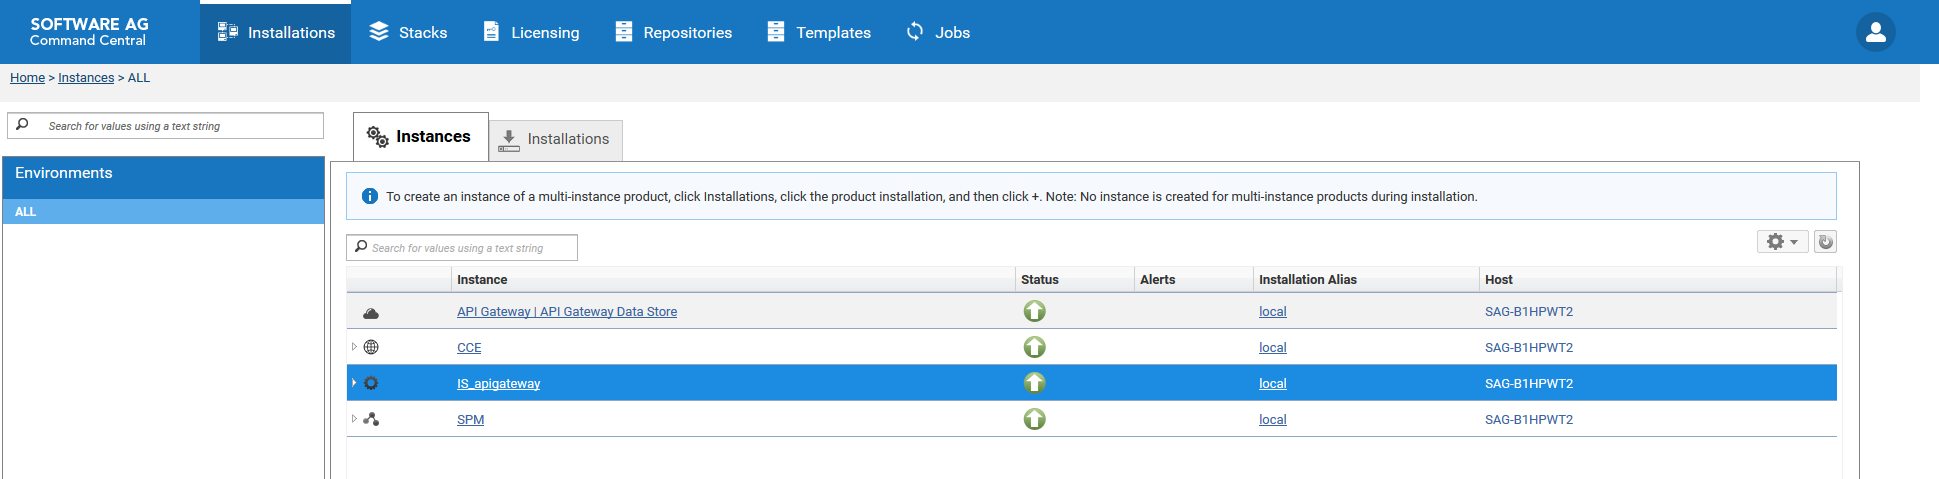 SOFTWARE AG
Command Central
Installations
Stacks
Licensing
Repositories
Templates
Jobs
Home > Instances > ALL
Search for values using a text string
Environments
ALL
Instances
Installations
To create an instance of a multi-instance product, click Installations, click the product installation, and then click +. Note: No instance is created for multi-instance products during installation.
Search for values using a text string
Instance Status Alerts Installation Alias Host
API Gateway | API Gateway Data Store local SAG-B1HPWT2
CCE local SAG-B1HPWT2
IS_apigateway local SAG-B1HPWT2
SPM local SAG-B1HPWT2